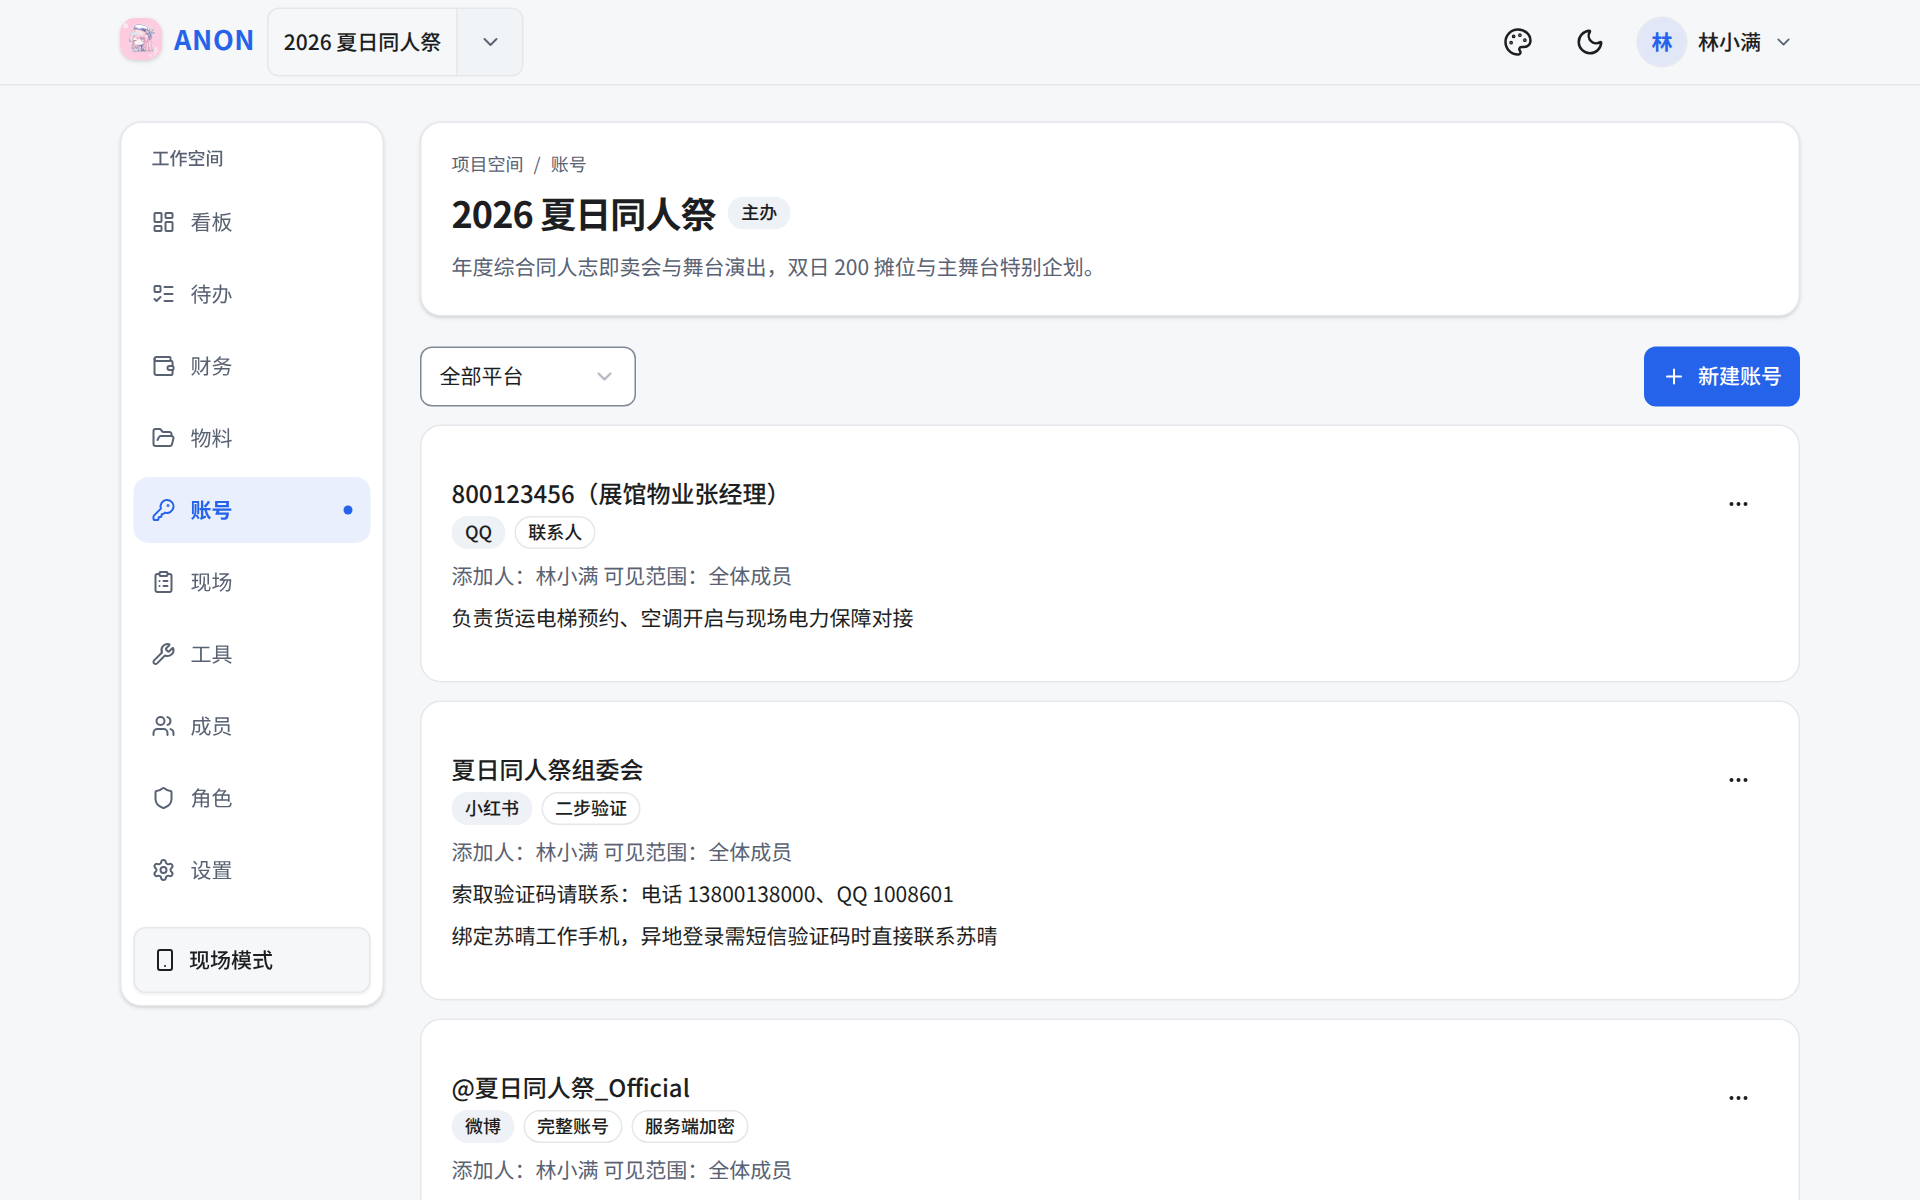 ANON
2026 夏日同人祭
林
林小满
工作空间
看板
待办
财务
物料
账号
现场
工具
成员
角色
设置
现场模式
项目空间 / 账号
2026 夏日同人祭 主办
年度综合同人志即卖会与舞台演出，双日 200 摊位与主舞台特别企划。
全部平台
新建账号
800123456（展馆物业张经理）
QQ 联系人
添加人：林小满 可见范围：全体成员
负责货运电梯预约、空调开启与现场电力保障对接
夏日同人祭组委会
小红书 二步验证
添加人：林小满 可见范围：全体成员
索取验证码请联系：电话 13800138000、QQ 1008601
绑定苏晴工作手机，异地登录需短信验证码时直接联系苏晴
@夏日同人祭_Official
微博 完整账号 服务端加密
添加人：林小满 可见范围：全体成员